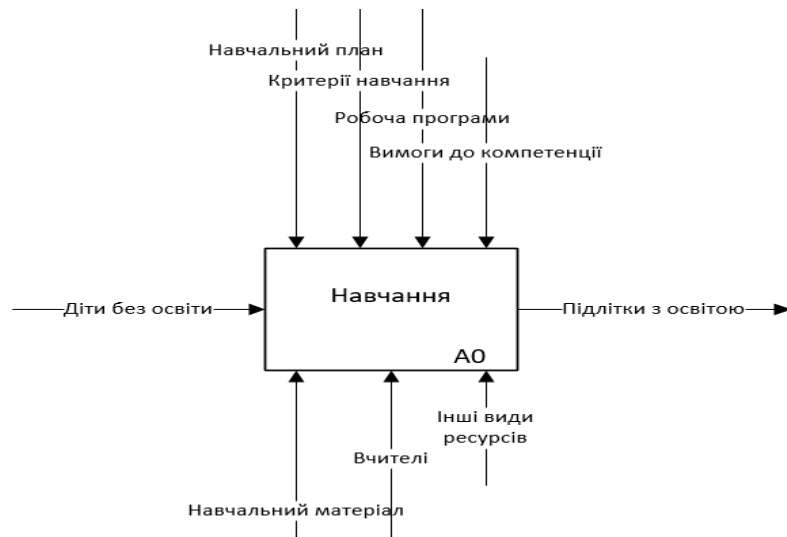 Навчальний план
Критерії навчання
Робоча програми
Вимоги до компетенції
Навчання
Діти без освіти
Підлітки з освітою
A0
Інші види
ресурсів
Вчителі
Навчальний матеріал